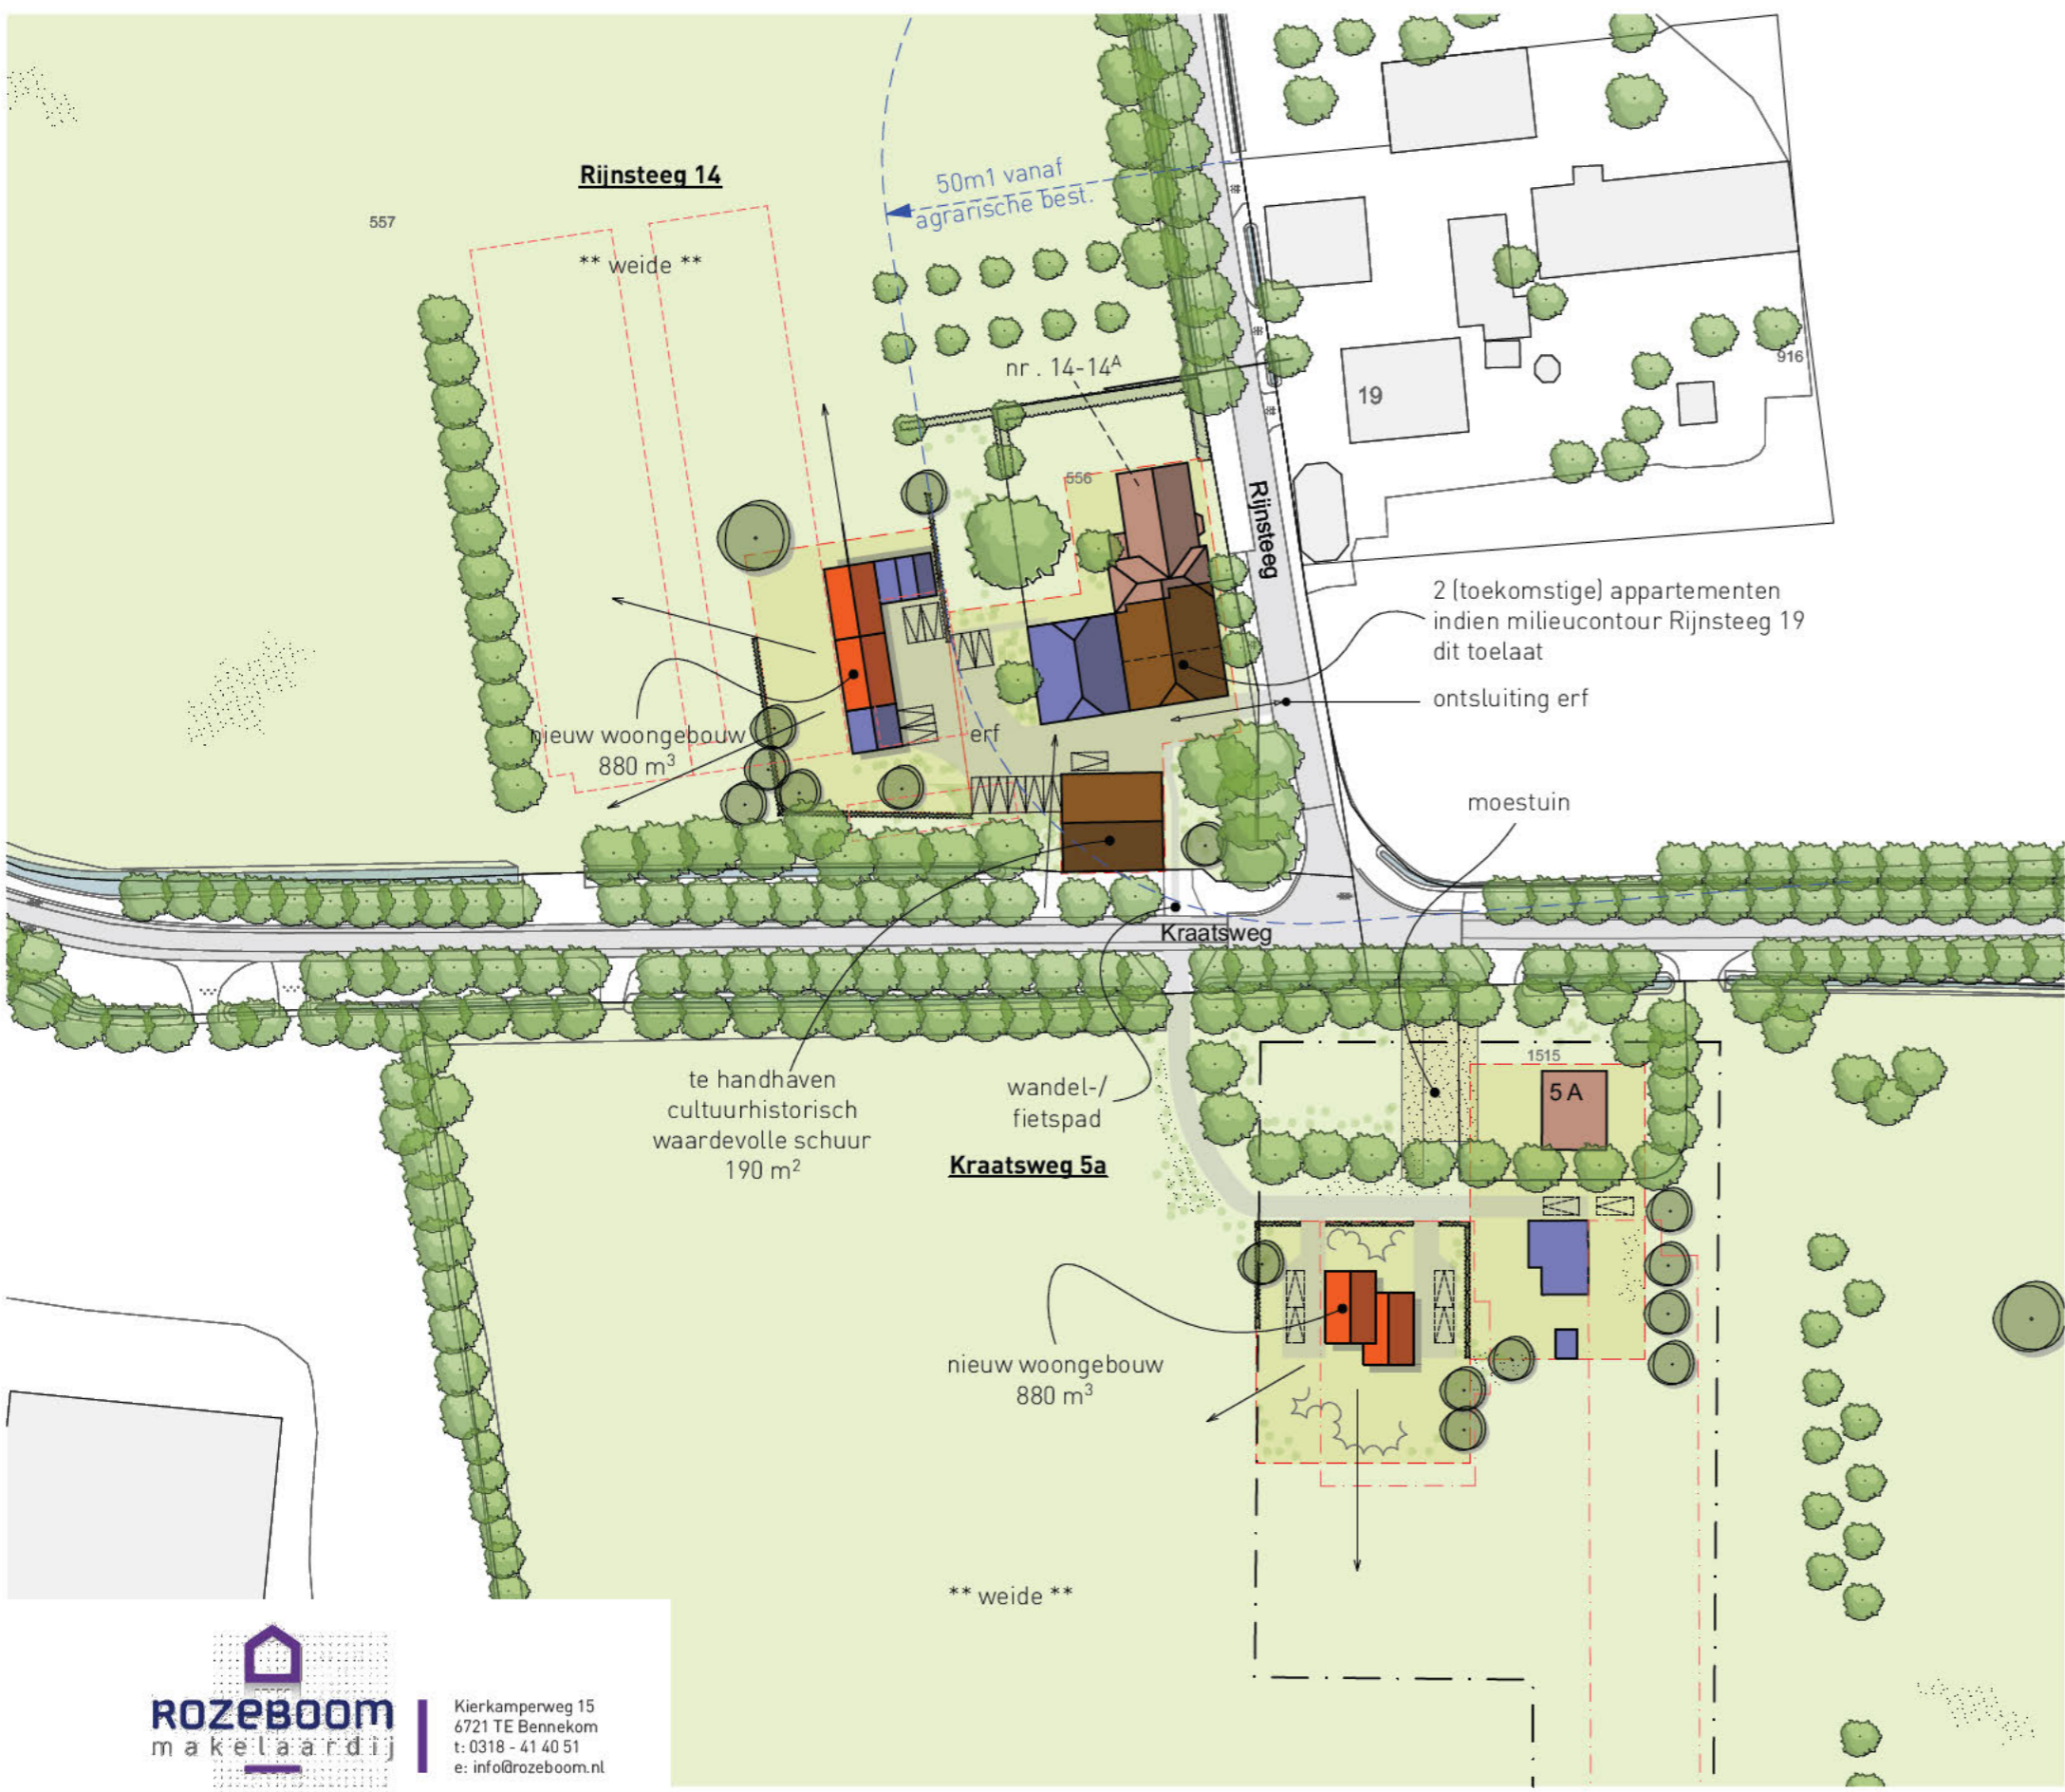 Rijnsteeg 14
557
** weide **
50m1 vanaf
agrarische best.
nr . 14-14A
556
19
916
Rijnsteeg
2 (toekomstige) appartementen
indien milieucontour Rijnsteeg 19
dit toelaat
ontsluiting erf
nieuw woongebouw
880 m³
erf
moestuin
Kraatsweg
te handhaven
cultuurhistorisch
waardevolle schuur
190 m²
wandel-/
fietspad
Kraatsweg 5a
1515
5 A
nieuw woongebouw
880 m³
** weide **
ROZEBOOM
makelaardij
Kierkamperweg 15
6721 TE Bennekom
t: 0318 - 41 40 51
e: info@rozeboom.nl